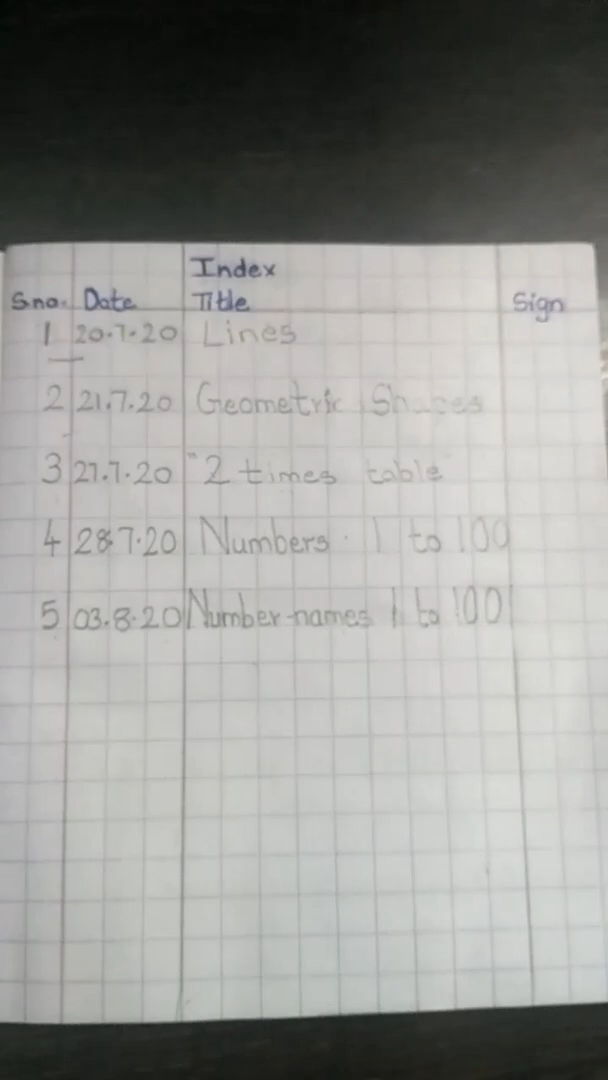 Index
Sno. Date Title Sign
1 20.7.20 Lines
2 21.7.20 Geometric Shapes
3 27.7.20 "2 times table"
4 28.7.20 Numbers 1 to 100
5 03.8.20 Number-names 1 to 100